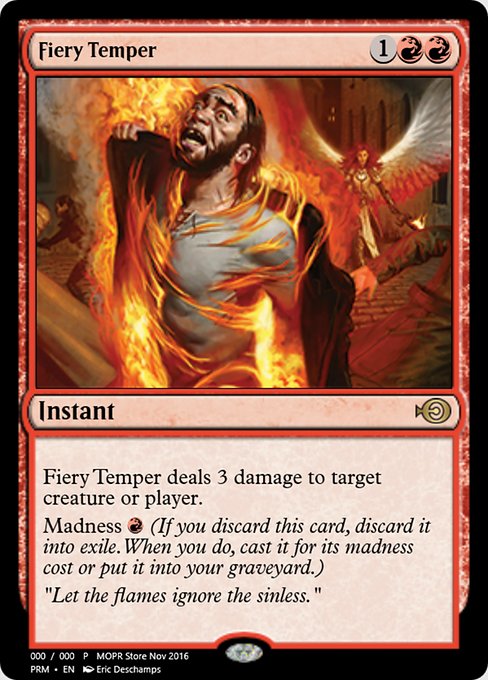 Fiery Temper 1
Instant
Fiery Temper deals 3 damage to target
creature or player.
Madness (If you discard this card, discard it
into exile. When you do, cast it for its madness
cost or put it into your graveyard.)
"Let the flames ignore the sinless."
000 / 000 P MOPR Store Nov 2016
PRM • EN Eric Deschamps